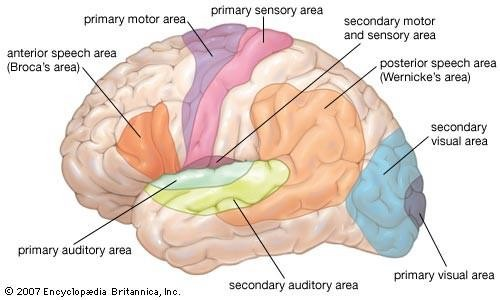 primary sensory area
primary motor area
secondary motor
and sensory area
anterior speech area
(Broca's area)
posterior speech area
(Wernicke's area)
secondary
visual area
primary auditory area
secondary auditory area
primary visual area
© 2007 Encyclopædia Britannica, Inc.